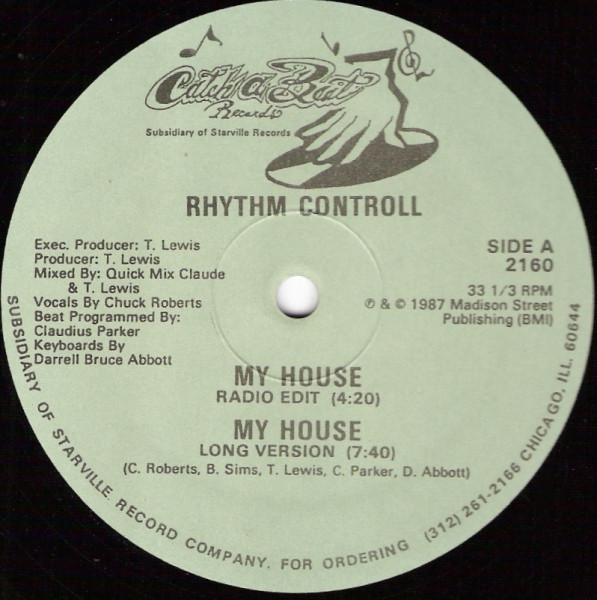 Catch a Beat
Records
Subsidiary of Starville Records
RHYTHM CONTROLL
Exec. Producer: T. Lewis
Producer: T. Lewis
Mixed By: Quick Mix Claude
& T. Lewis
Vocals By Chuck Roberts
Beat Programmed By:
Claudius Parker
Keyboards By
Darrell Bruce Abbott
SIDE A
2160
33 1/3 RPM
℗ & © 1987 Madison Street
Publishing (BMI)
MY HOUSE
RADIO EDIT (4:20)
MY HOUSE
LONG VERSION (7:40)
(C. Roberts, B. Sims, T. Lewis, C. Parker, D. Abbott)
SUBSIDIARY OF STARVILLE RECORD COMPANY. FOR ORDERING (312) 261-2166 CHICAGO, ILL. 60644